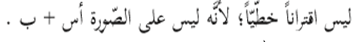 ليس اقتراناً خطيّاً؛ لأنَّه ليس على الصّورة أس + ب .